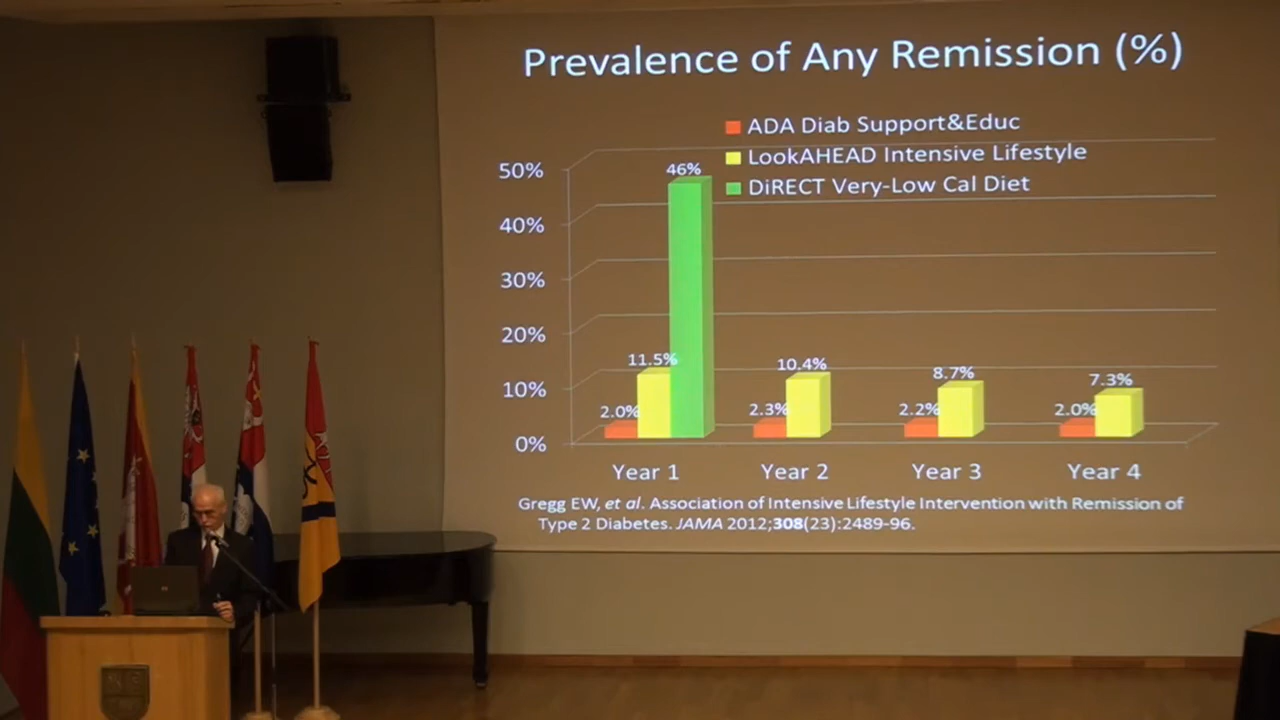 Prevalence of Any Remission (%)
ADA Diab Support&Educ
LookAHEAD Intensive Lifestyle
DiRECT Very-Low Cal Diet
50%
40%
30%
20%
10%
0%
46%
11.5%
2.0%
10.4%
2.3%
8.7%
2.2%
7.3%
2.0%
Year 1
Year 2
Year 3
Year 4
Gregg EW, et al. Association of Intensive Lifestyle Intervention with Remission of
Type 2 Diabetes. JAMA 2012;308(23):2489-96.